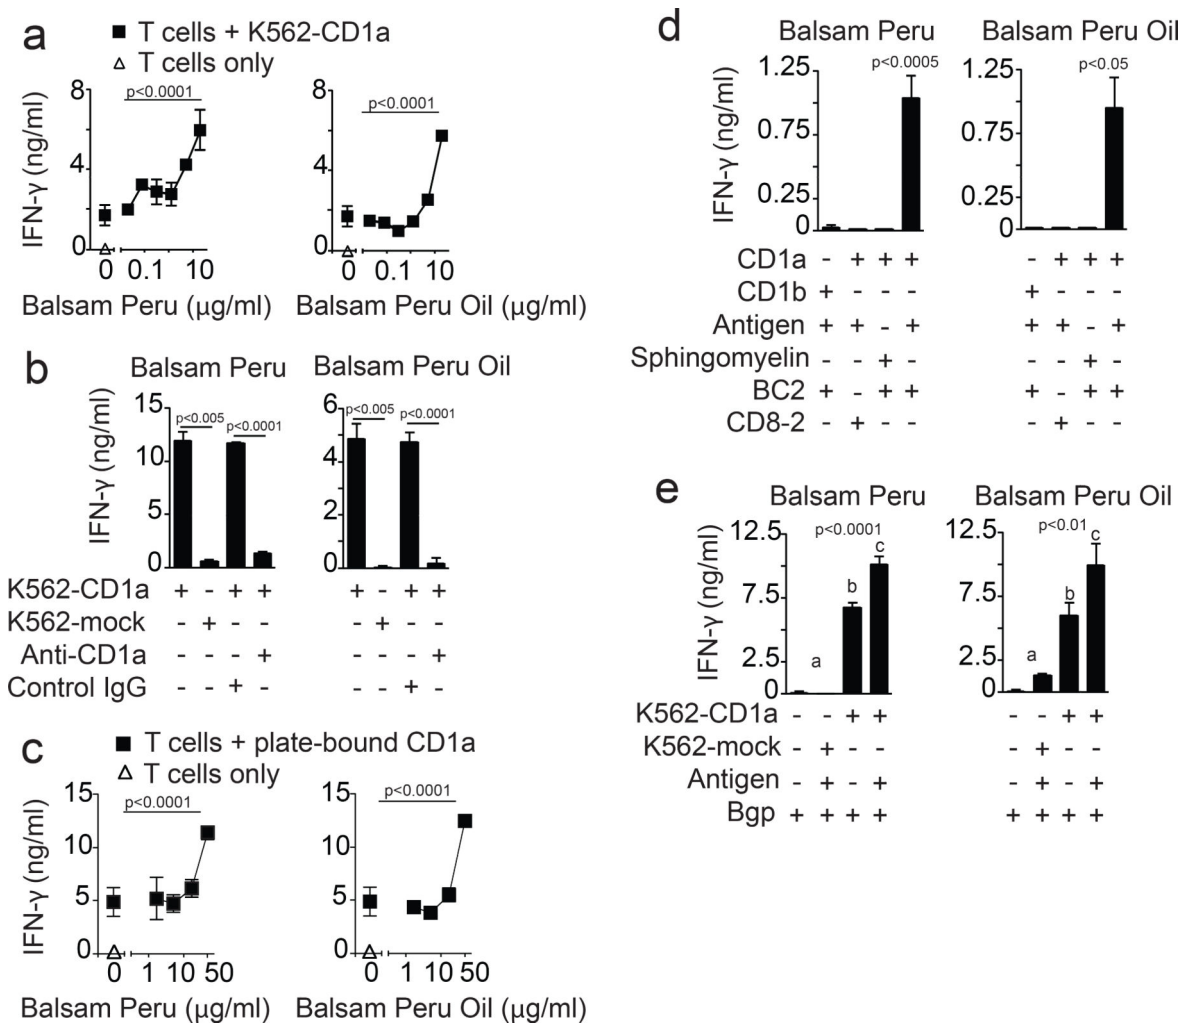 a
■ T cells + K562-CD1a
△ T cells only
IFN-γ (ng/ml)
8
4
0
p<0.0001
0 0.1 10
Balsam Peru (μg/ml)
8
4
0
p<0.0001
0 0.1 10
Balsam Peru Oil (μg/ml)
b
Balsam Peru
IFN-γ (ng/ml)
15
10
5
0
p<0.005
p<0.0001
Balsam Peru Oil
6
4
2
0
p<0.005
p<0.0001
K562-CD1a + - + + + - + +
K562-mock - + - - - + - -
Anti-CD1a - - - + - - - +
Control IgG - - + - - - + -
c
■ T cells + plate-bound CD1a
△ T cells only
IFN-γ (ng/ml)
15
10
5
0
p<0.0001
0 1 10 50
Balsam Peru (μg/ml)
15
10
5
0
p<0.0001
0 1 10 50
Balsam Peru Oil (μg/ml)
d
Balsam Peru
IFN-γ (ng/ml)
1.25
0.75
0.25
0
p<0.0005
Balsam Peru Oil
1.25
0.75
0.25
0
p<0.05
CD1a - + + + - + + +
CD1b + - - - + - - -
Antigen + + - + + + - +
Sphingomyelin - - + - - - + -
BC2 + - + + + - + +
CD8-2 - + - - - + - -
e
Balsam Peru
IFN-γ (ng/ml)
12.5
7.5
2.5
0
p<0.0001
a
b
c
Balsam Peru Oil
12.5
7.5
2.5
0
p<0.01
a
b
c
K562-CD1a - - + + - - + +
K562-mock - + - - - + - -
Antigen - + - + - + - +
Bgp + + + + + + + +